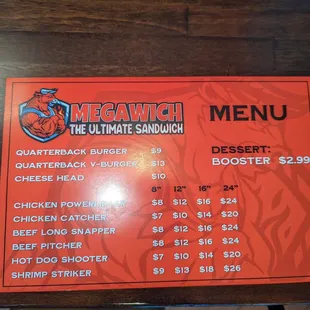 MEGAWICH
THE ULTIMATE SANDWICH
MENU
QUARTERBACK BURGER $9
QUARTERBACK V-BURGER $13
CHEESE HEAD $10
DESSERT:
BOOSTER $2.99
8" 12" 16" 24"
CHICKEN $8 $12 $16 $24
CHICKEN CATCHER $7 $10 $14 $20
BEEF LONG SNAPPER $8 $12 $16 $24
BEEF PITCHER $8 $12 $16 $24
HOT DOG SHOOTER $7 $10 $14 $20
SHRIMP STRIKER $9 $13 $18 $26